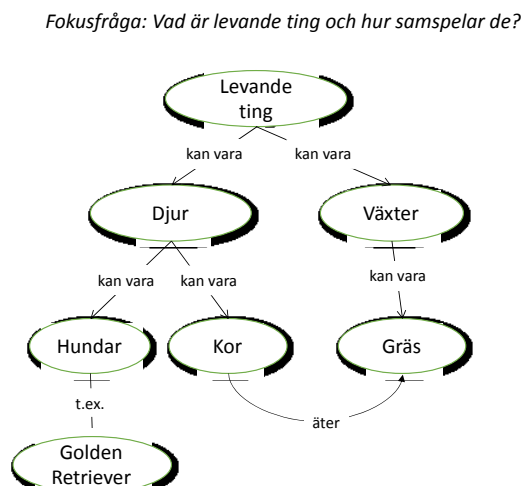 Fokusfråga: Vad är levande ting och hur samspelar de?
Levande
ting
kan vara
kan vara
Djur
Växter
kan vara
kan vara
kan vara
Hundar
Kor
Gräs
t.ex.
äter
Golden
Retriever